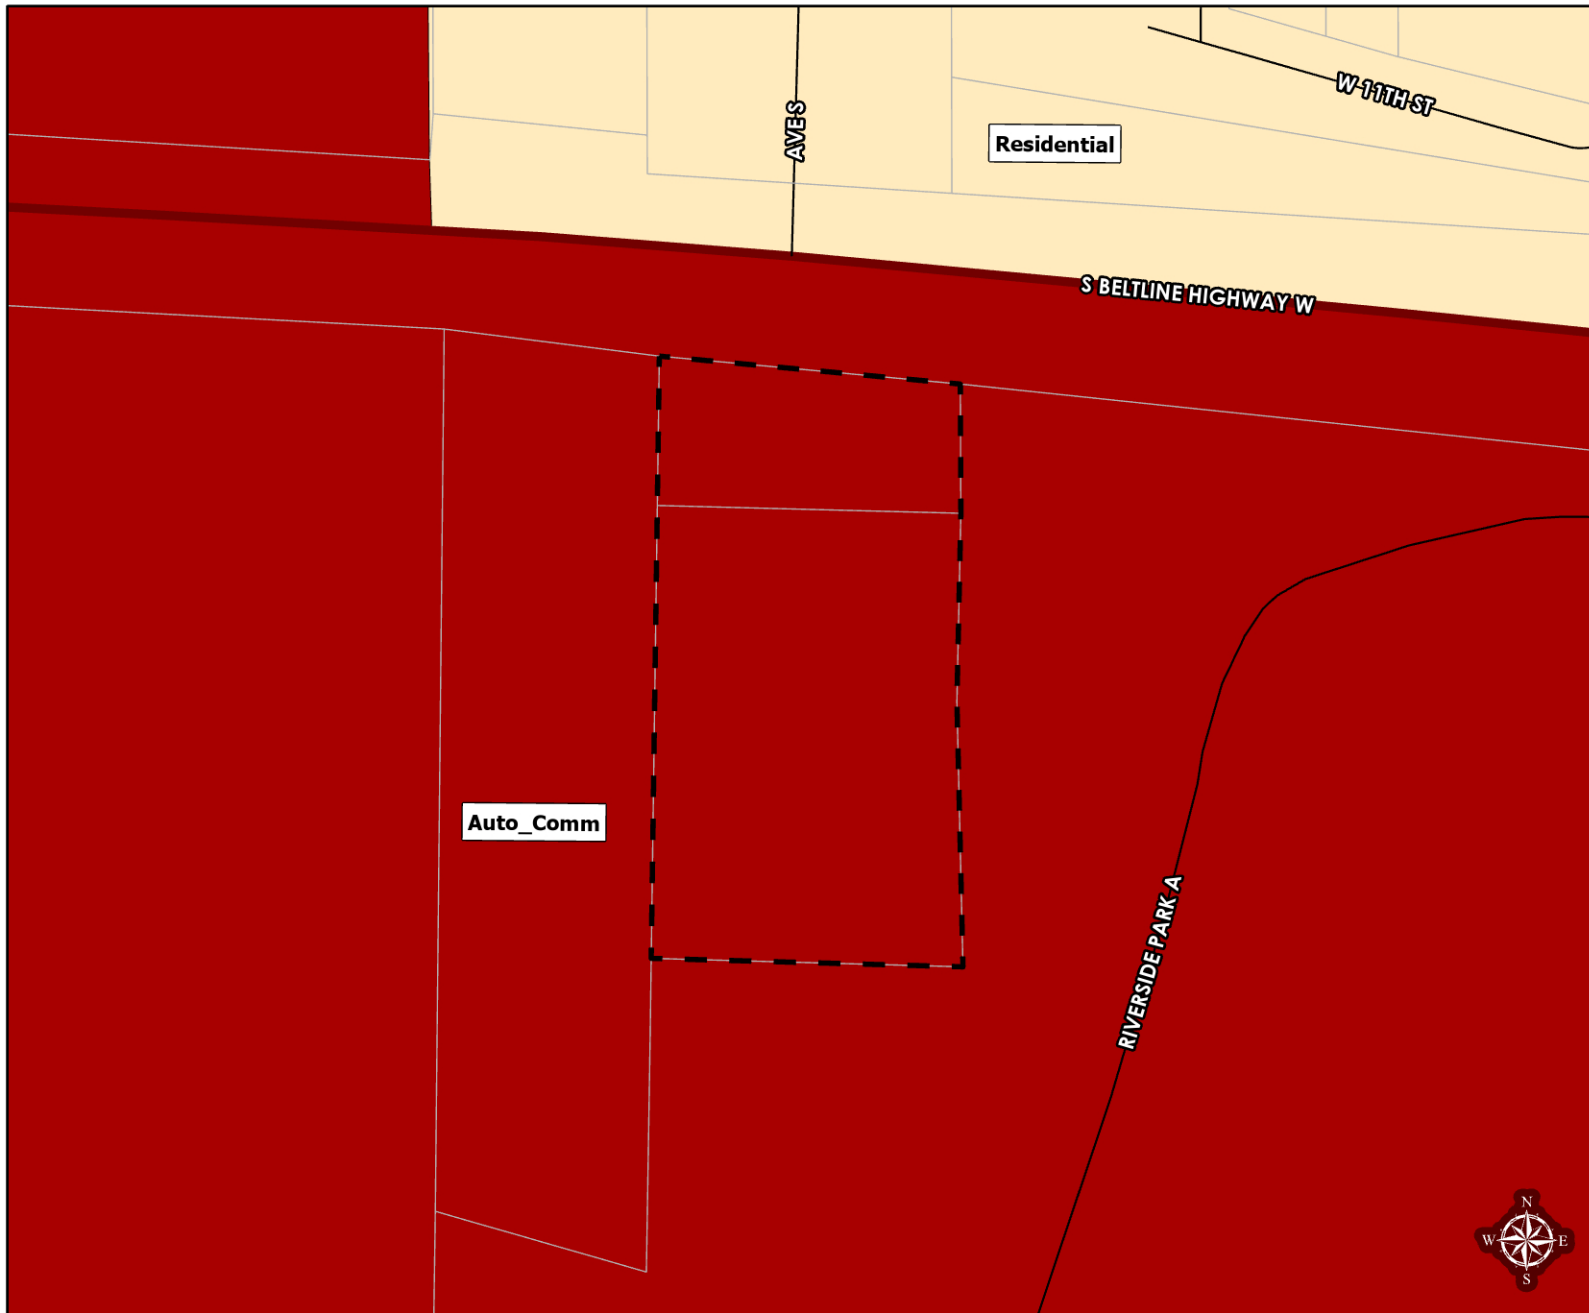 W 11TH ST
AVE S
Residential
S BELTLINE HIGHWAY W
Auto_Comm
RIVERSIDE PARK A
N
W E
S